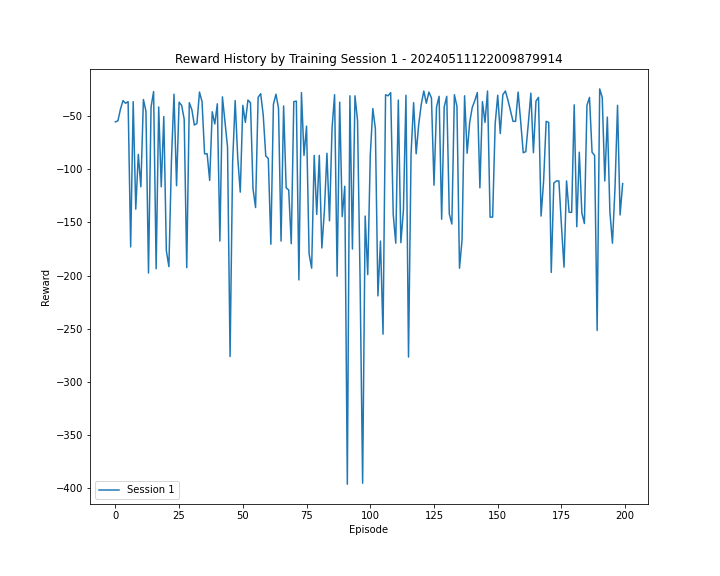 Reward History by Training Session 1 - 20240511122009879914
Reward
−50
−100
−150
−200
−250
−300
−350
−400
Session 1
0 25 50 75 100 125 150 175 200
Episode